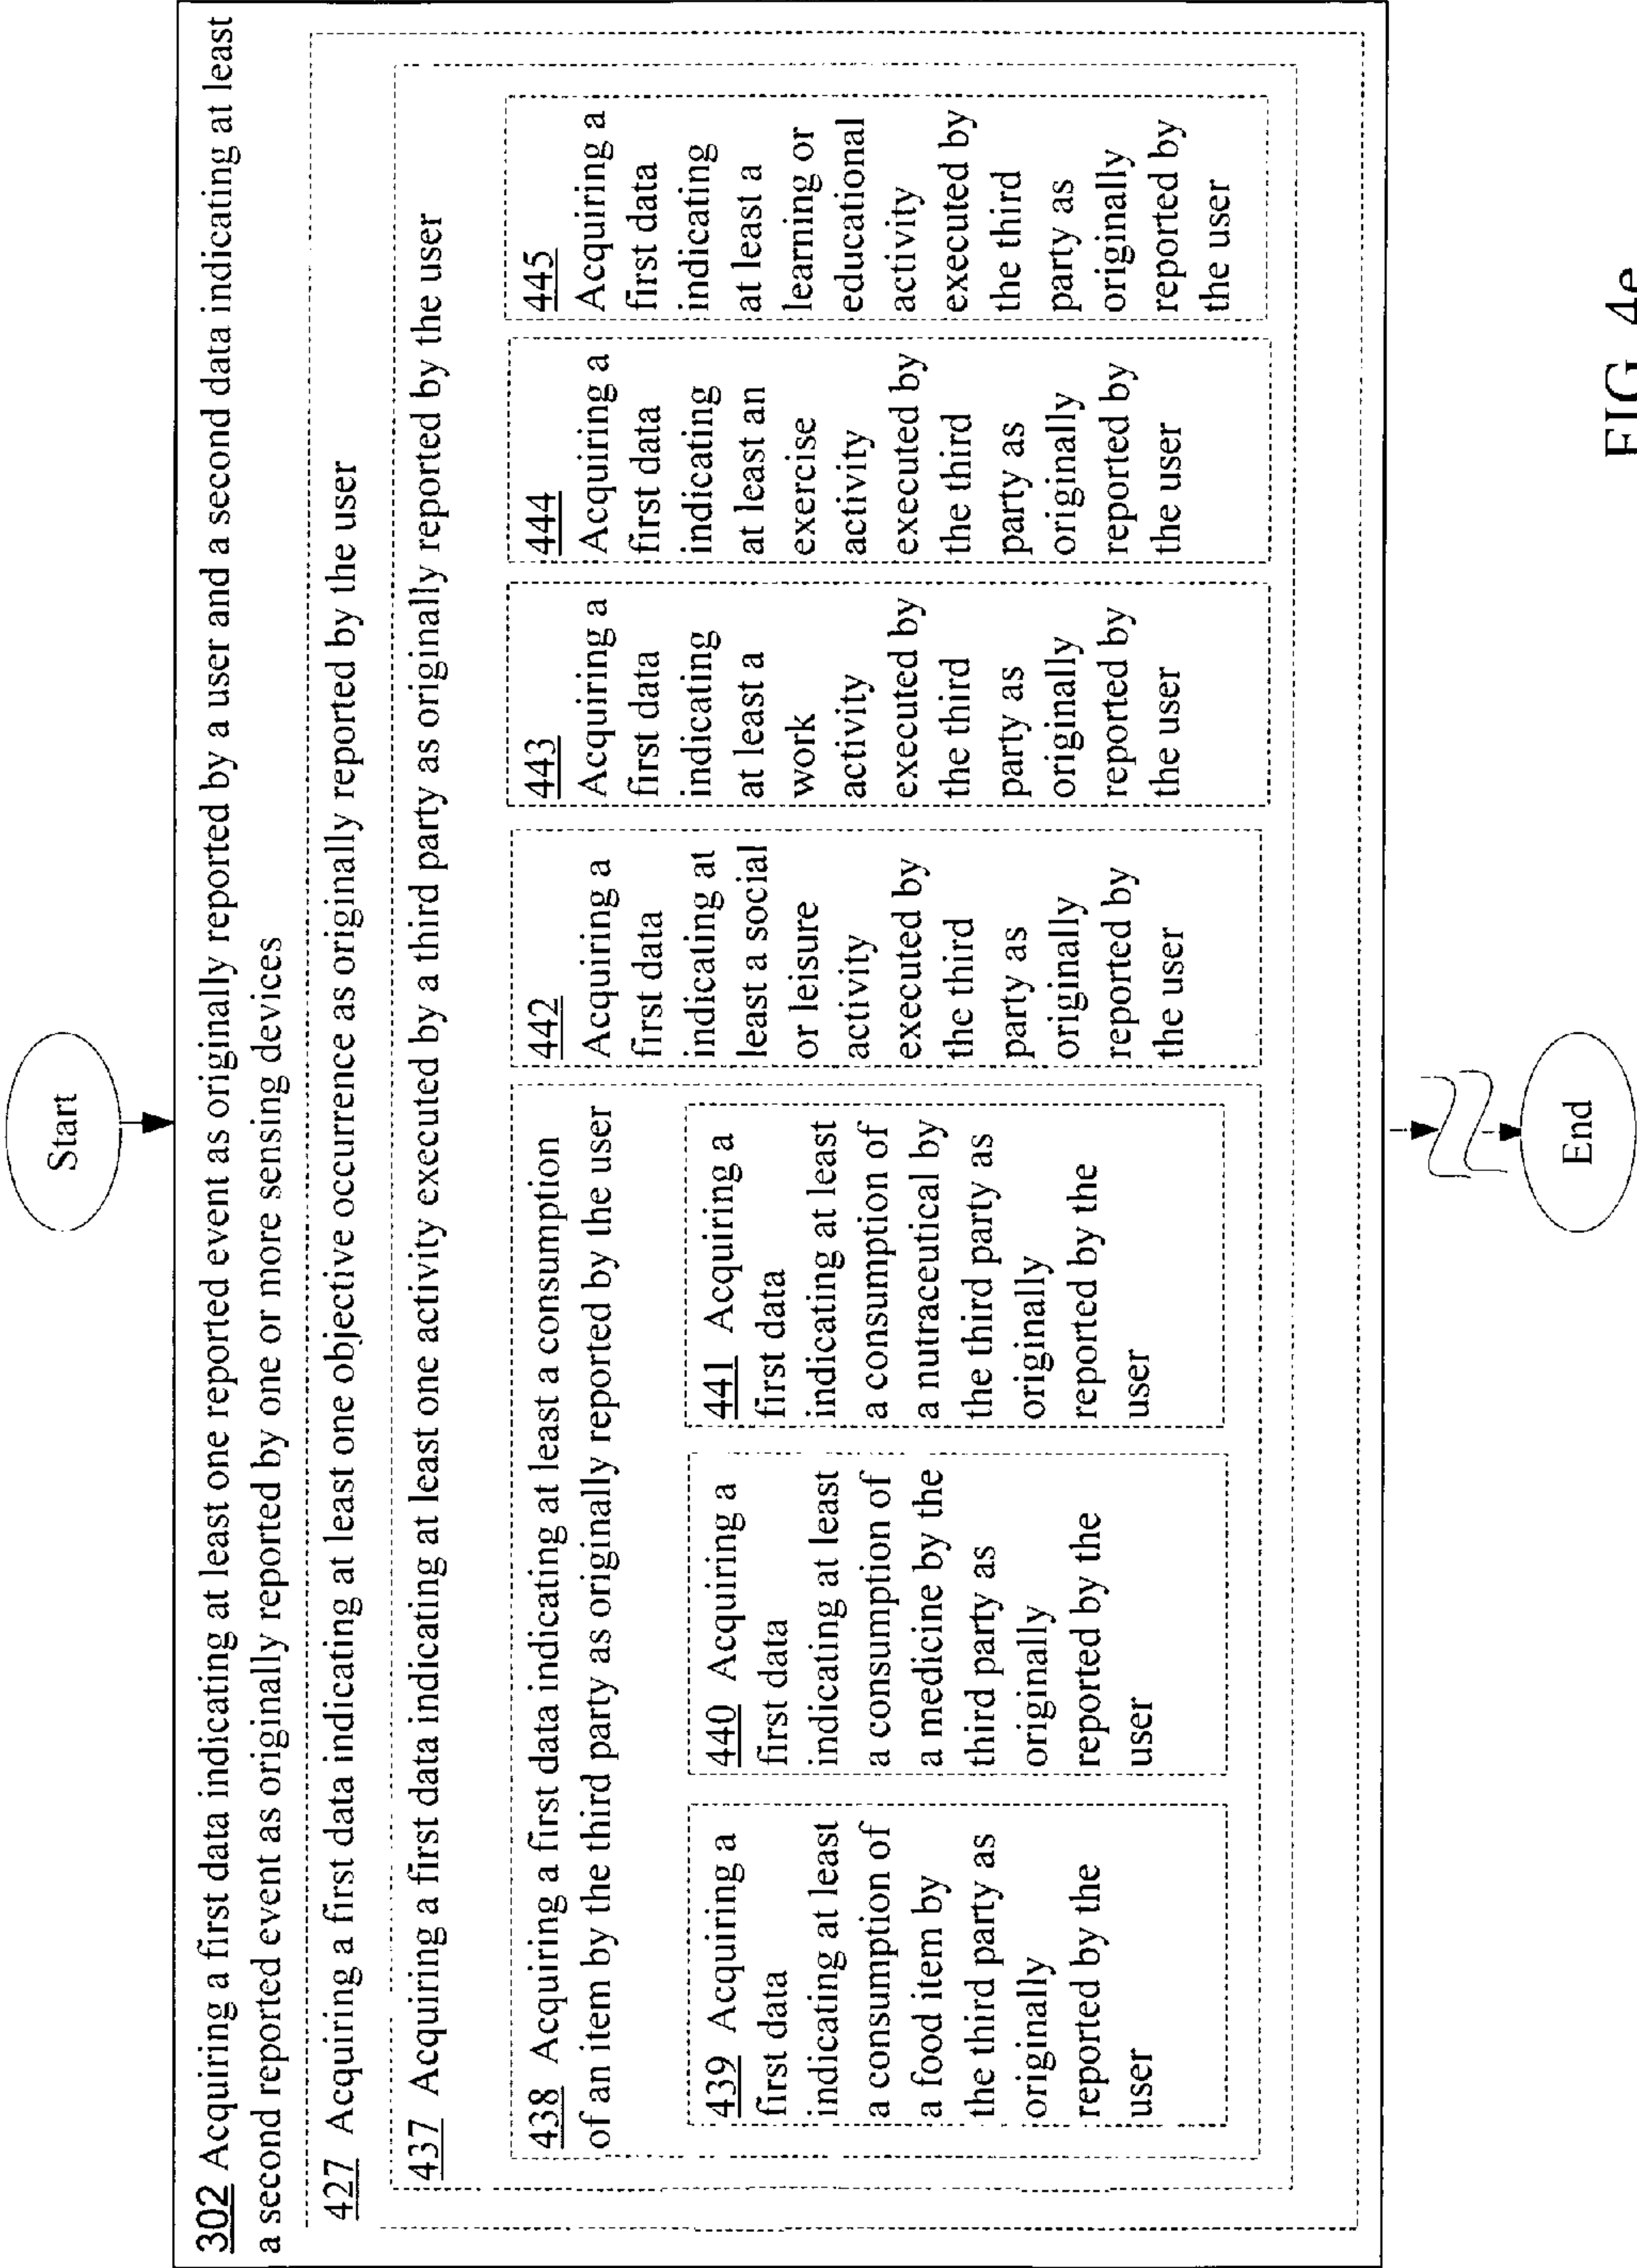 Start
302 Acquiring a first data indicating at least one reported event as originally reported by a user and a second data indicating at least
a second reported event as originally reported by one or more sensing devices
427 Acquiring a first data indicating at least one objective occurrence as originally reported by the user
437 Acquiring a first data indicating at least one activity executed by a third party as originally reported by the user
438 Acquiring a first data indicating at least a consumption
of an item by the third party as originally reported by the user
439 Acquiring a
first data
indicating at least
a consumption of
a food item by
the third party as
originally
reported by the
user
440 Acquiring a
first data
indicating at least
a consumption of
a medicine by the
third party as
originally
reported by the
user
441 Acquiring a
first data
indicating at least
a consumption of
a nutraceutical by
the third party as
originally
reported by the
user
442
Acquiring a
first data
indicating at
least a social
or leisure
activity
executed by
the third
party as
originally
reported by
the user
443
Acquiring a
first data
indicating
at least a
work
activity
executed by
the third
party as
originally
reported by
the user
444
Acquiring a
first data
indicating
at least an
exercise
activity
executed by
the third
party as
originally
reported by
the user
445
Acquiring a
first data
indicating
at least a
learning or
educational
activity
executed by
the third
party as
originally
reported by
the user
End
FIG. 4e